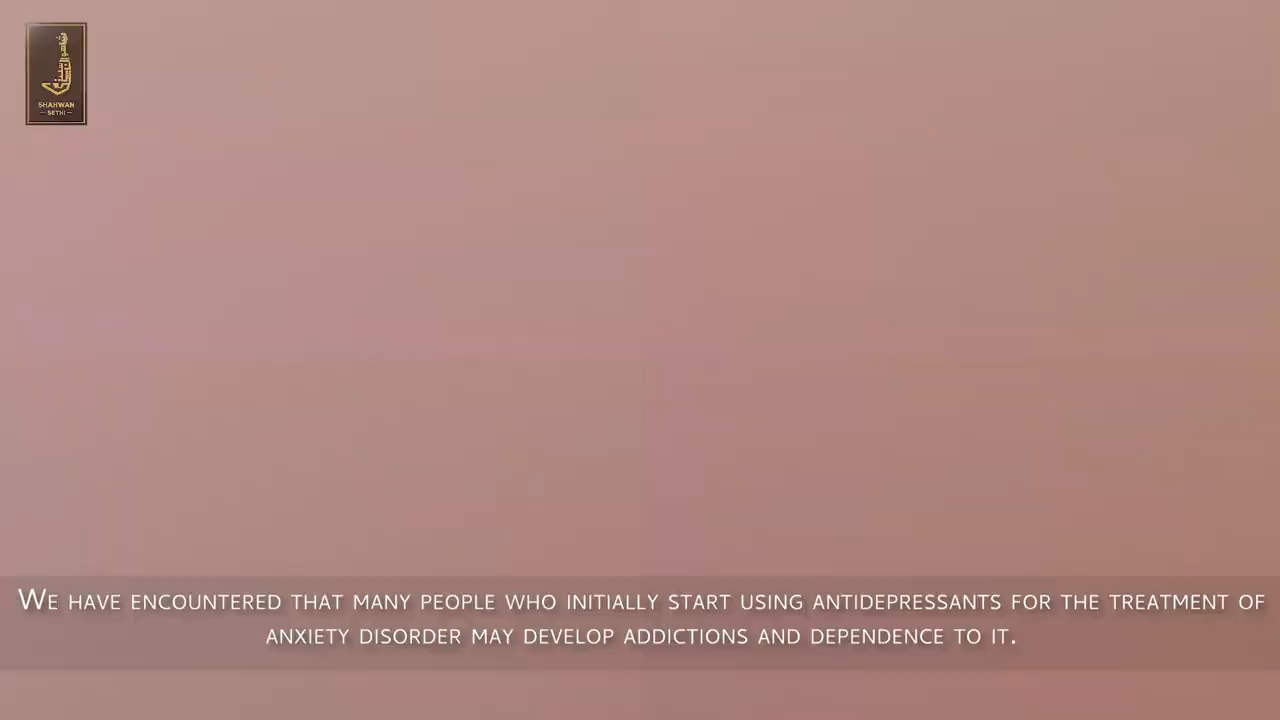 SHAHWAN
SETHI
WE HAVE ENCOUNTERED THAT MANY PEOPLE WHO INITIALLY START USING ANTIDEPRESSANTS FOR THE TREATMENT OF
ANXIETY DISORDER MAY DEVELOP ADDICTIONS AND DEPENDENCE TO IT.